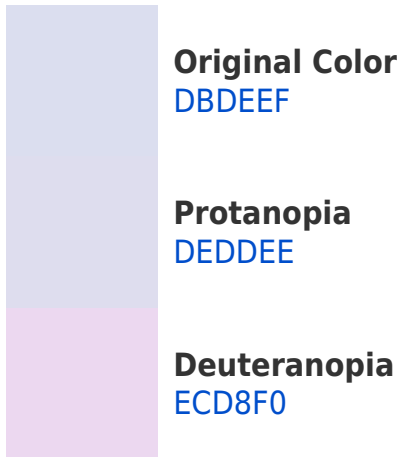 Original Color
DBDEEF
Protanopia
DEDDEE
Deuteranopia
ECD8F0